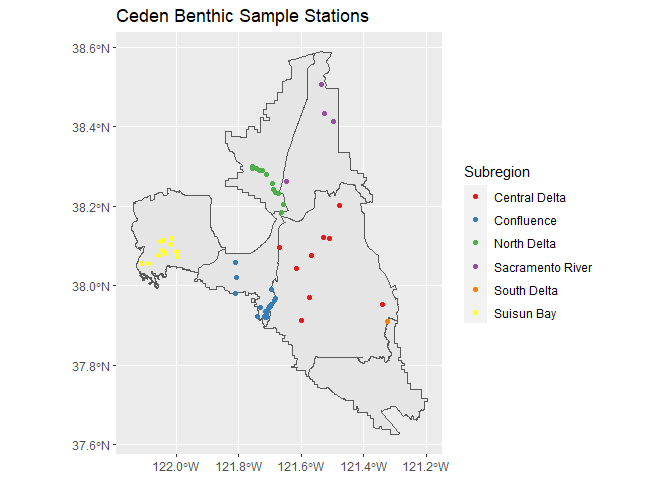 Ceden Benthic Sample Stations
38.6°N
38.4°N
38.2°N
38.0°N
37.8°N
37.6°N
122.0°W 121.8°W 121.6°W 121.4°W 121.2°W
Subregion
Central Delta
Confluence
North Delta
Sacramento River
South Delta
Suisun Bay